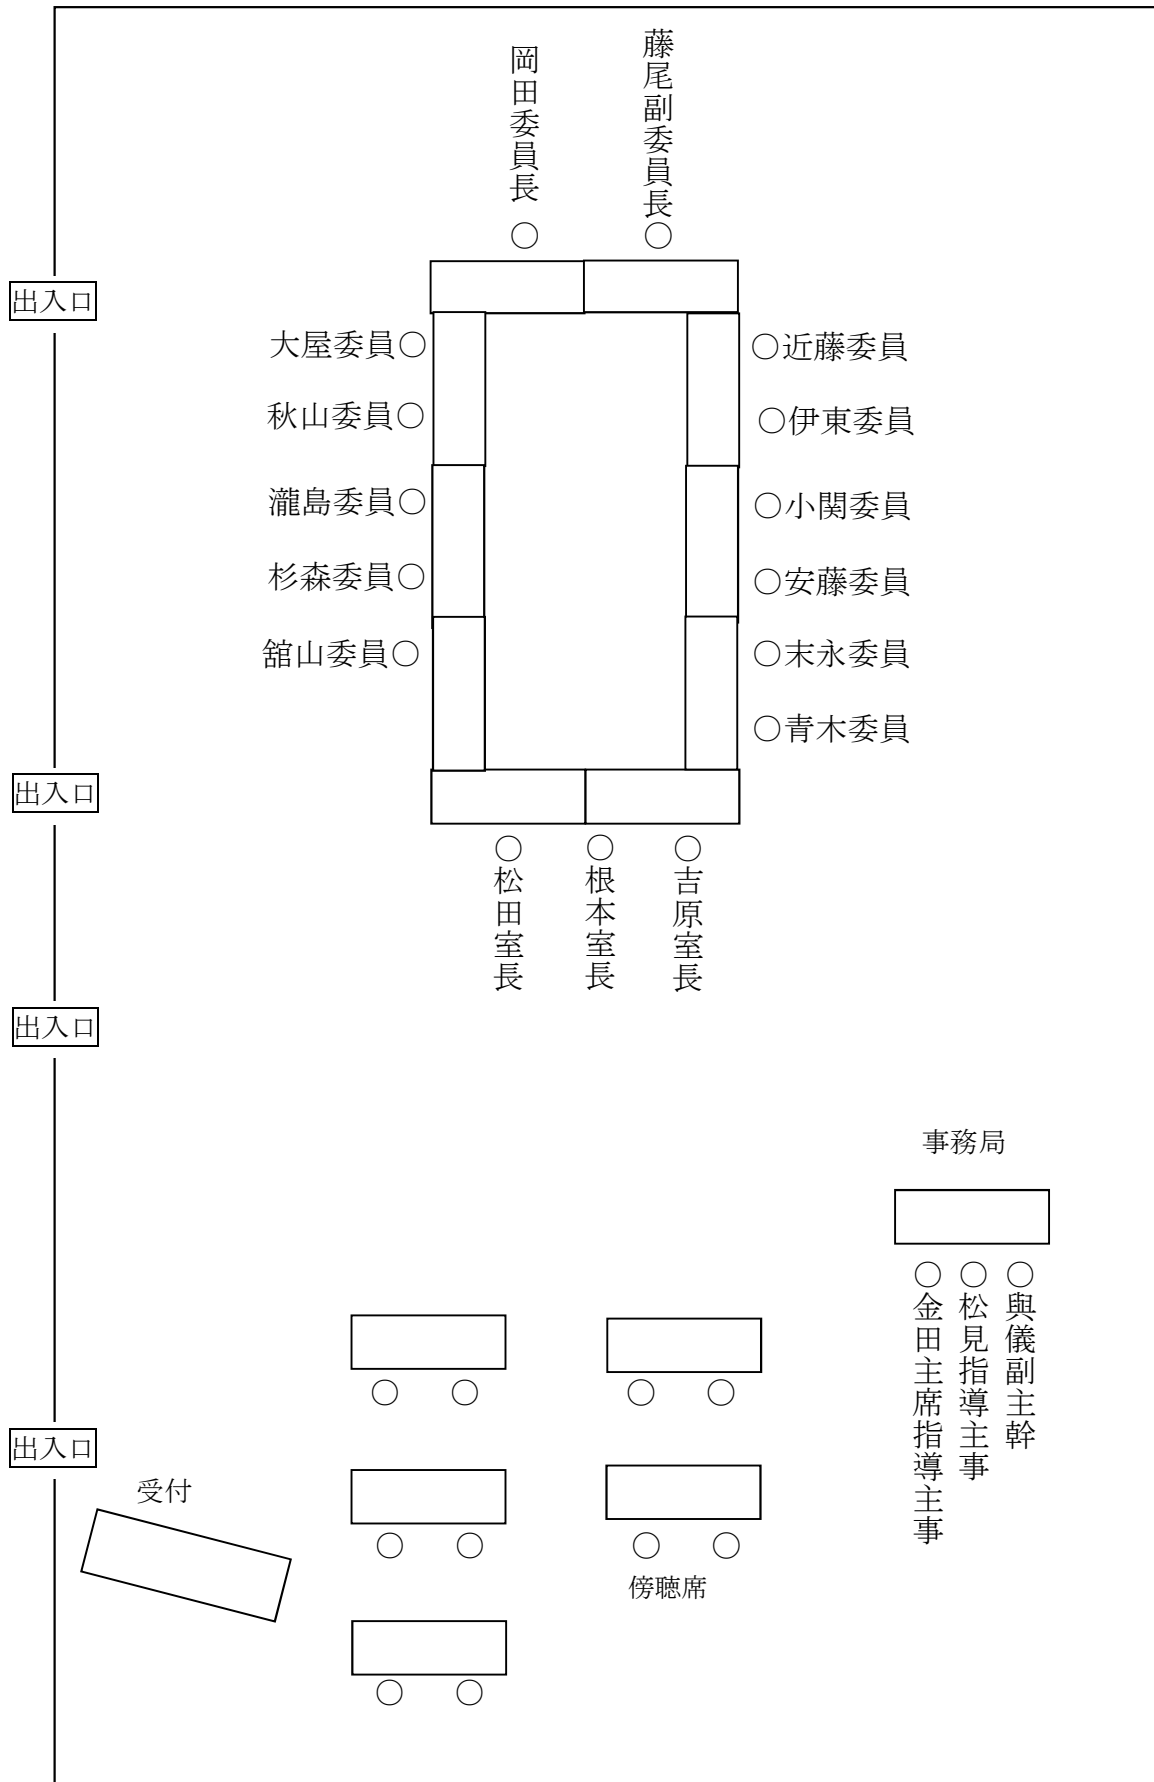 岡田委員長
藤尾副委員長
出入口
大屋委員
近藤委員
秋山委員
伊東委員
瀧島委員
小関委員
杉森委員
安藤委員
舘山委員
末永委員
青木委員
出入口
松田室長
根本室長
吉原室長
出入口
事務局
金田主席指導主事
松見指導主事
與儀副主幹
出入口
受付
傍聴席